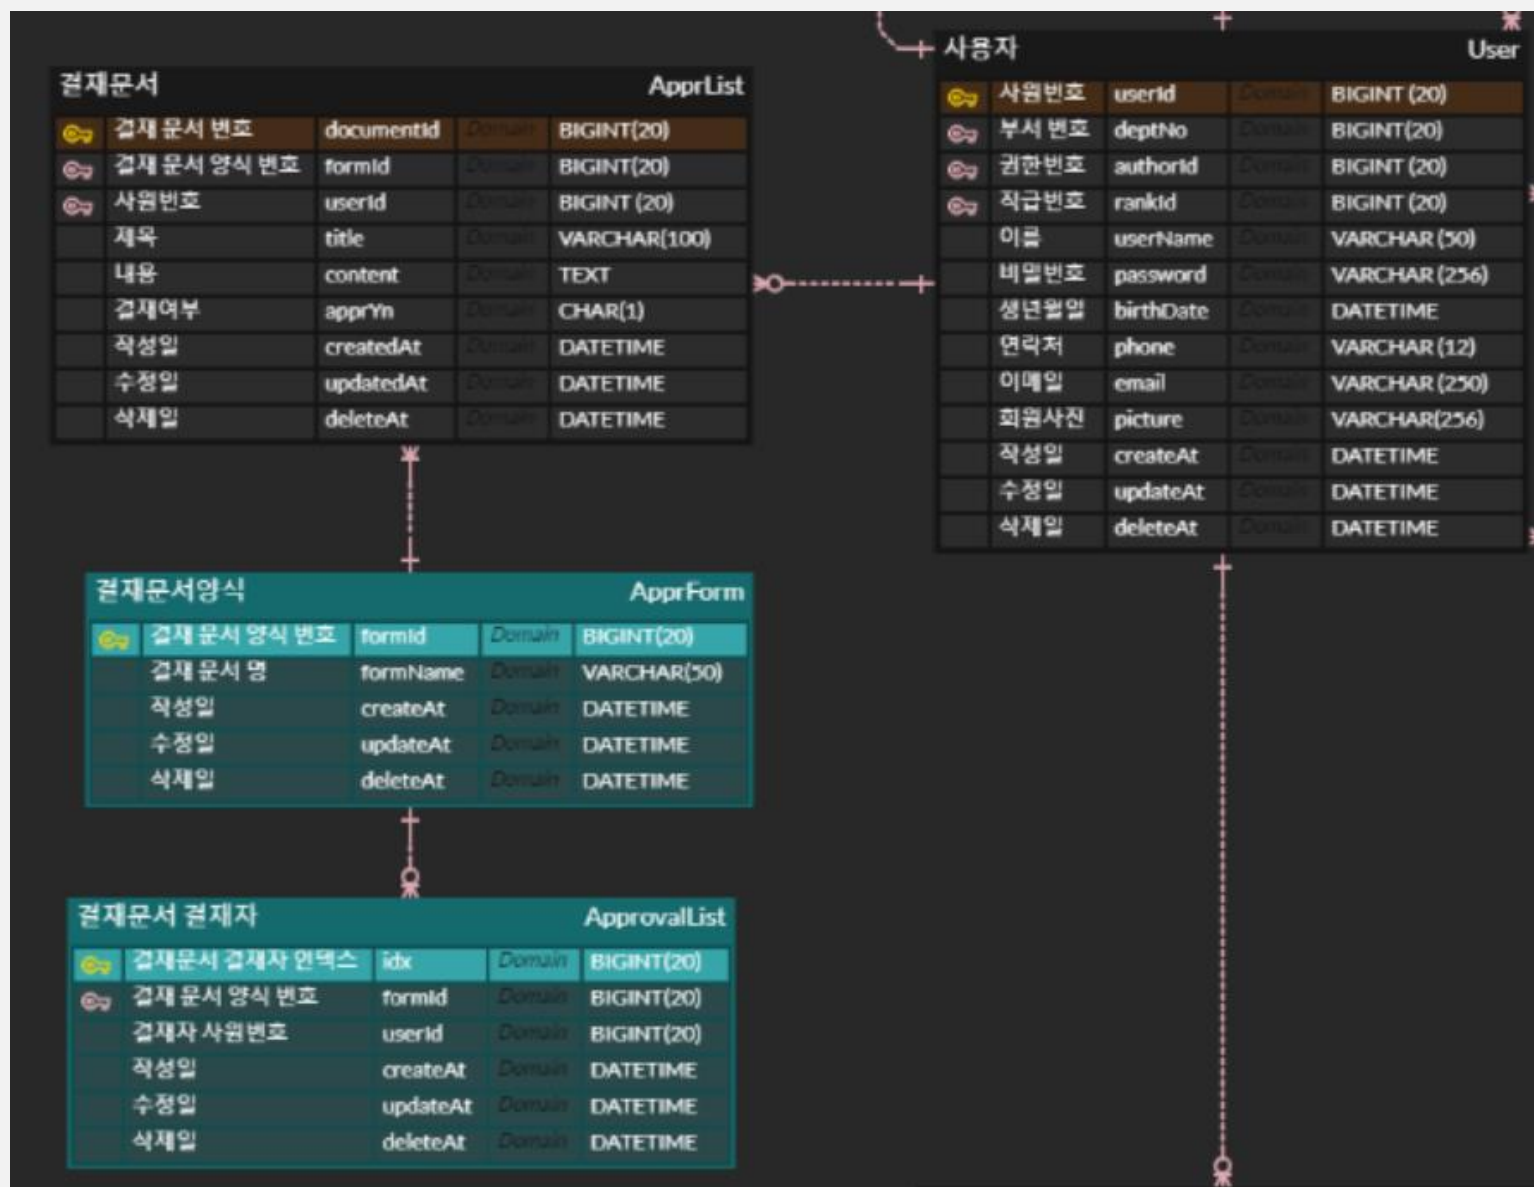 결재문서 ApprList
결재 문서 번호 documentId Domain BIGINT(20)
결재 문서 양식 번호 formId Domain BIGINT(20)
사원번호 userId Domain BIGINT (20)
제목 title Domain VARCHAR(100)
내용 content Domain TEXT
결재여부 apprYn Domain CHAR(1)
작성일 createdAt Domain DATETIME
수정일 updatedAt Domain DATETIME
삭제일 deleteAt Domain DATETIME
사용자 User
사원번호 userId Domain BIGINT (20)
부서 번호 deptNo Domain BIGINT(20)
권한번호 authorId Domain BIGINT (20)
직급번호 rankId Domain BIGINT (20)
이름 userName Domain VARCHAR (50)
비밀번호 password Domain VARCHAR (256)
생년월일 birthDate Domain DATETIME
연락처 phone Domain VARCHAR (12)
이메일 email Domain VARCHAR (250)
회원사진 picture Domain VARCHAR(256)
작성일 createAt Domain DATETIME
수정일 updateAt Domain DATETIME
삭제일 deleteAt Domain DATETIME
결재문서양식 ApprForm
결재 문서 양식 번호 formId Domain BIGINT(20)
결재 문서 명 formName Domain VARCHAR(50)
작성일 createAt Domain DATETIME
수정일 updateAt Domain DATETIME
삭제일 deleteAt Domain DATETIME
결재문서 결재자 ApprovalList
결재문서 결재자 인덱스 idx Domain BIGINT(20)
결재 문서 양식 번호 formId Domain BIGINT(20)
결재자 사원번호 userId Domain BIGINT(20)
작성일 createAt Domain DATETIME
수정일 updateAt Domain DATETIME
삭제일 deleteAt Domain DATETIME